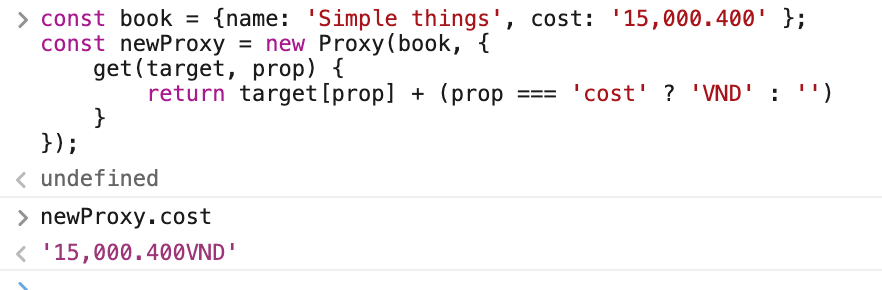 const book = {name: 'Simple things', cost: '15,000.400' };
const newProxy = new Proxy(book, {
    get(target, prop) {
        return target[prop] + (prop === 'cost' ? 'VND' : '')
    }
});
undefined
newProxy.cost
'15,000.400VND'